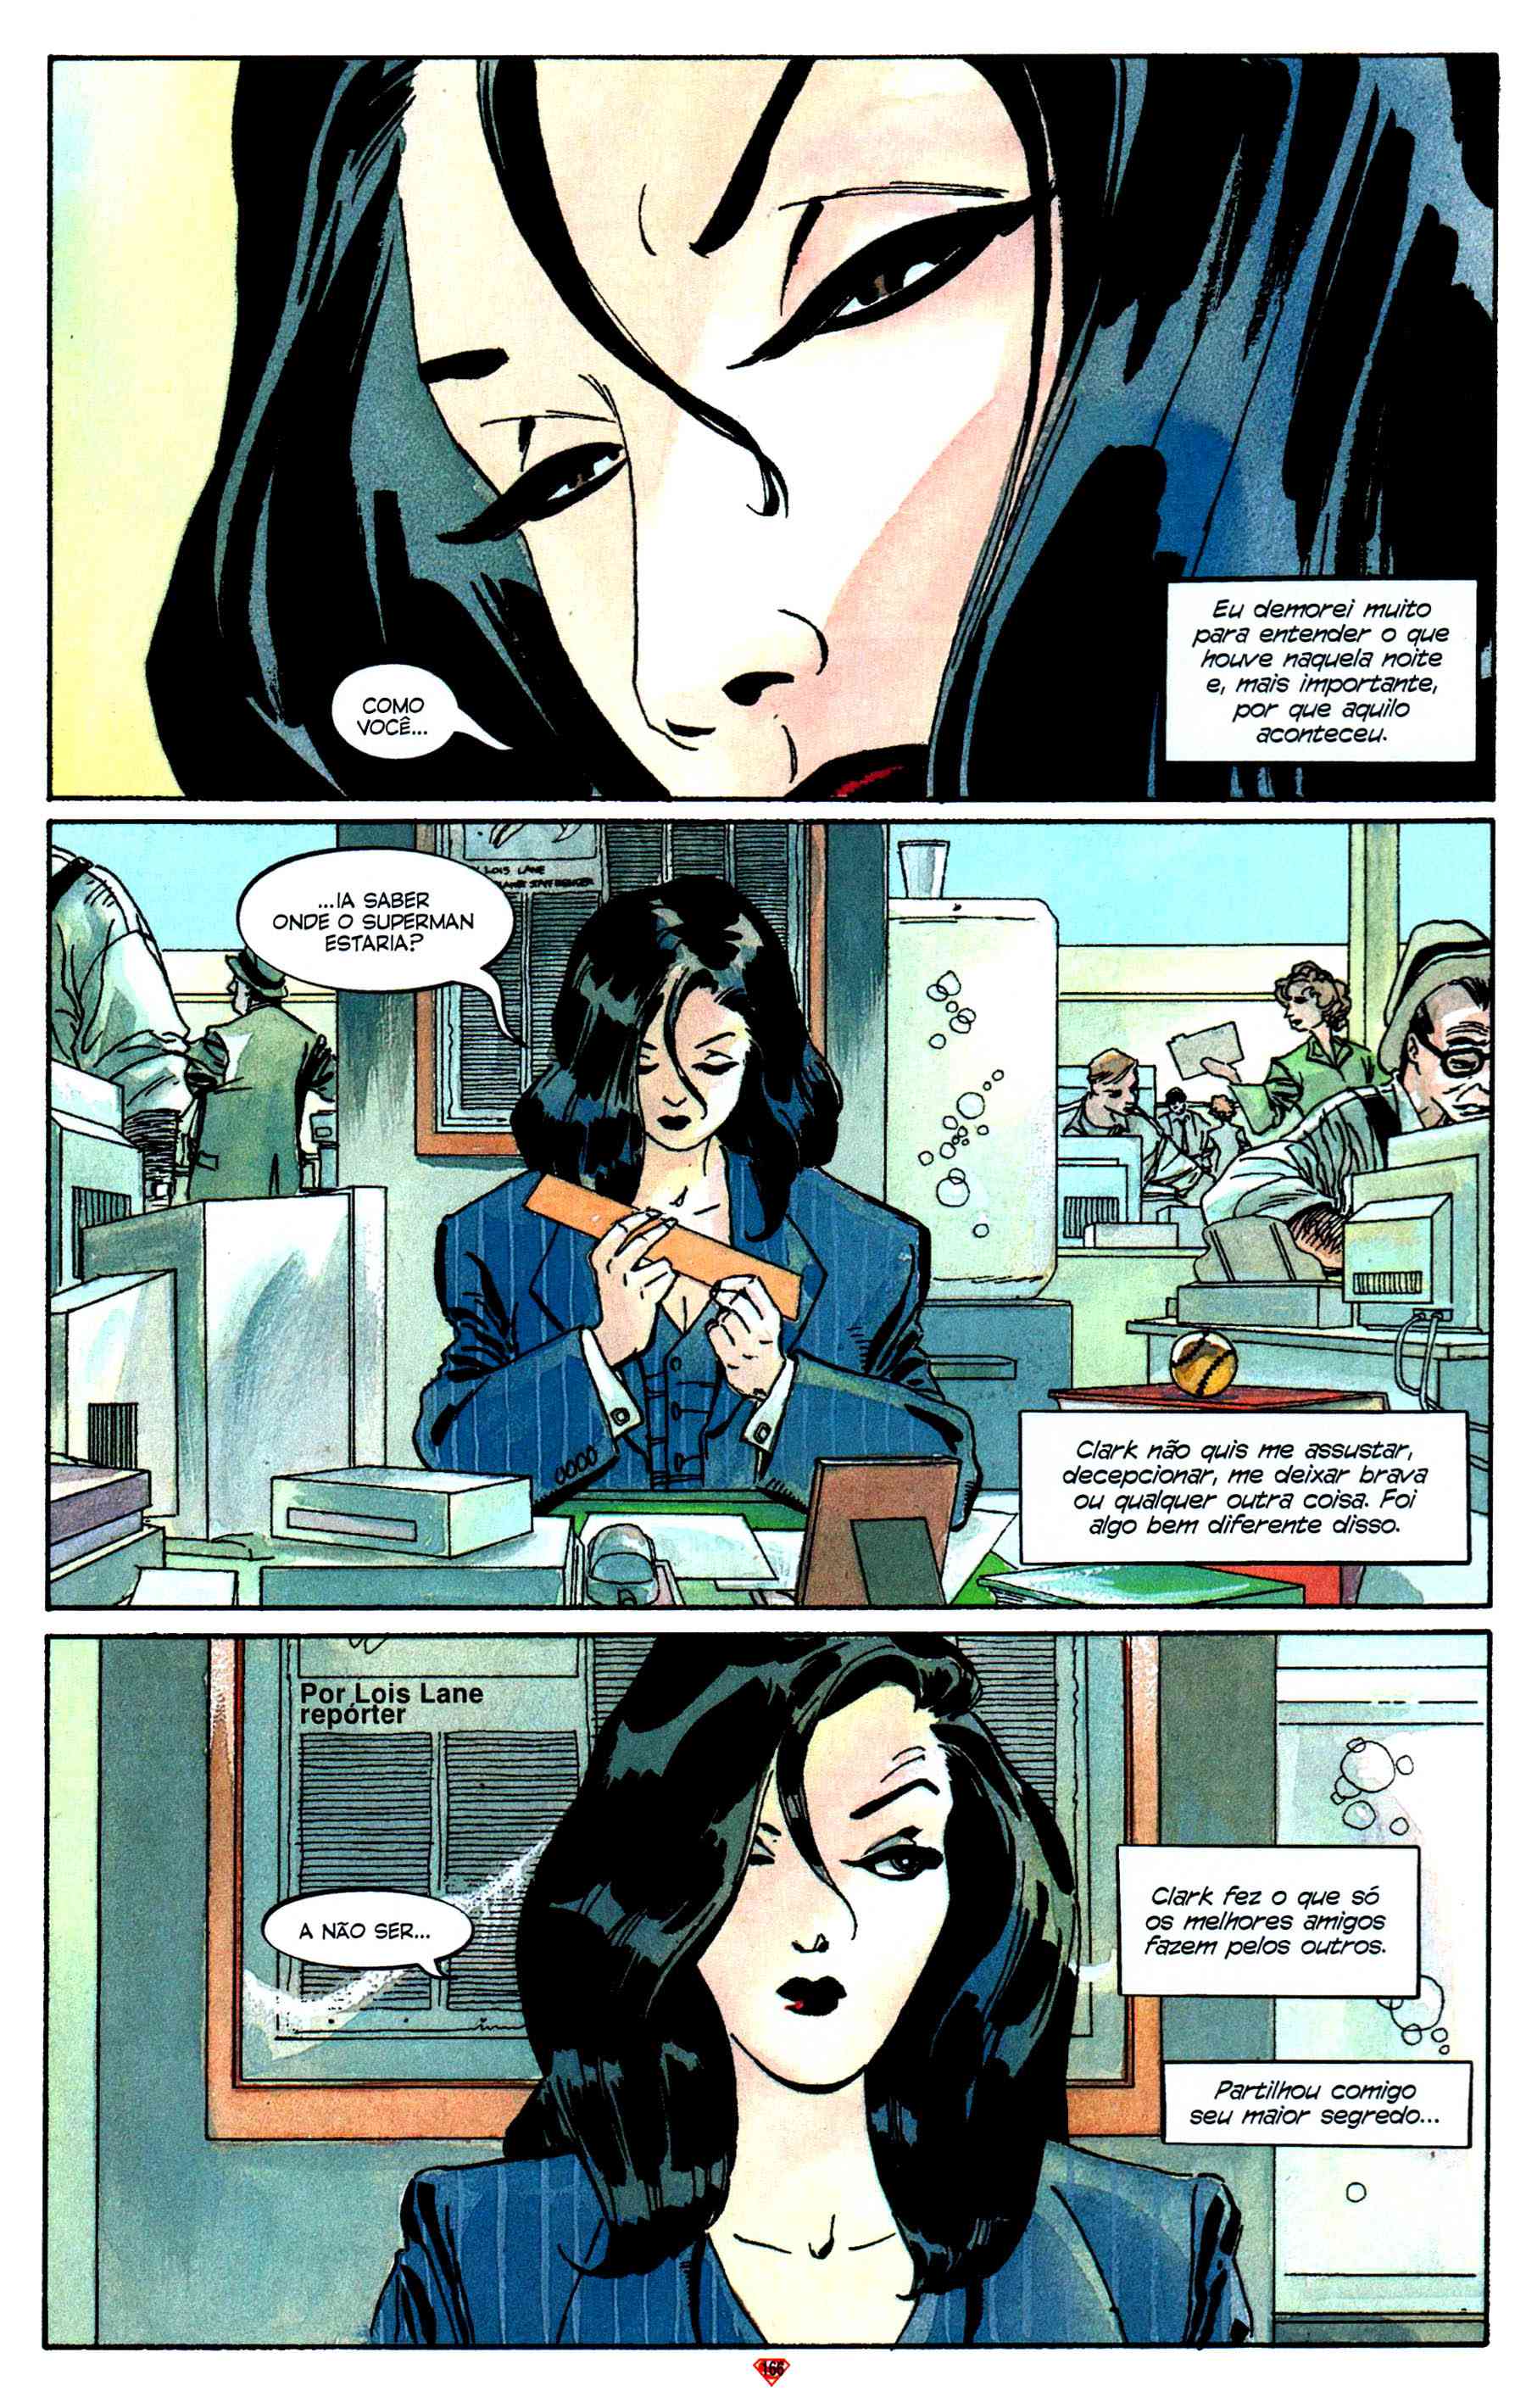 Eu demorei muito
para entender o que
houve naquela noite
e, mais importante,
por que aquilo
aconteceu.
COMO
VOCÊ...
...IA SABER
ONDE O SUPERMAN
ESTARIA?
LOIS LANE
Clark não quis me assustar,
decepcionar, me deixar brava
ou qualquer outra coisa. Foi
algo bem diferente disso.
Por Lois Lane
repórter
A NÃO SER...
Clark fez o que só
os melhores amigos
fazem pelos outros.
Partilhou comigo
seu maior segredo...
166